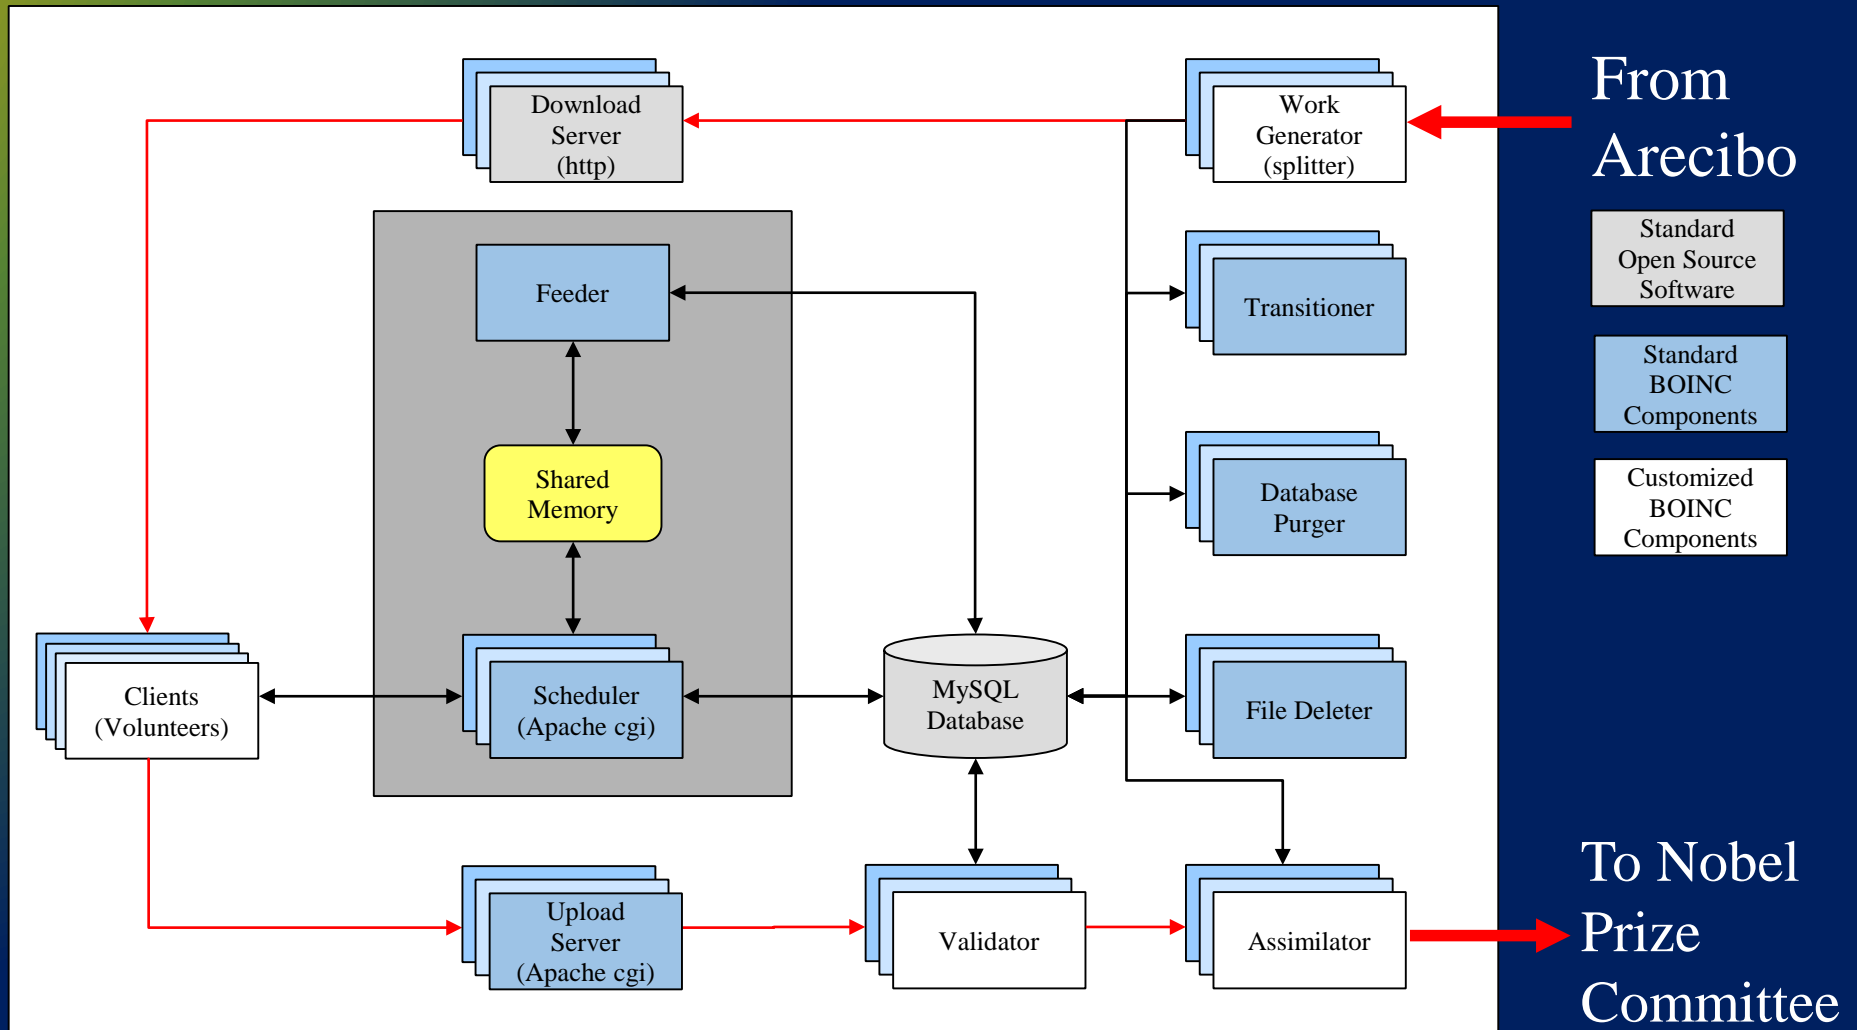 Download
Server
(http)
Work
Generator
(splitter)
From
Arecibo
Standard
Open Source
Software
Feeder
Transitioner
Standard
BOINC
Components
Shared
Memory
Database
Purger
Customized
BOINC
Components
Clients
(Volunteers)
Scheduler
(Apache cgi)
MySQL
Database
File Deleter
Upload
Server
(Apache cgi)
Validator
Assimilator
To Nobel
Prize
Committee